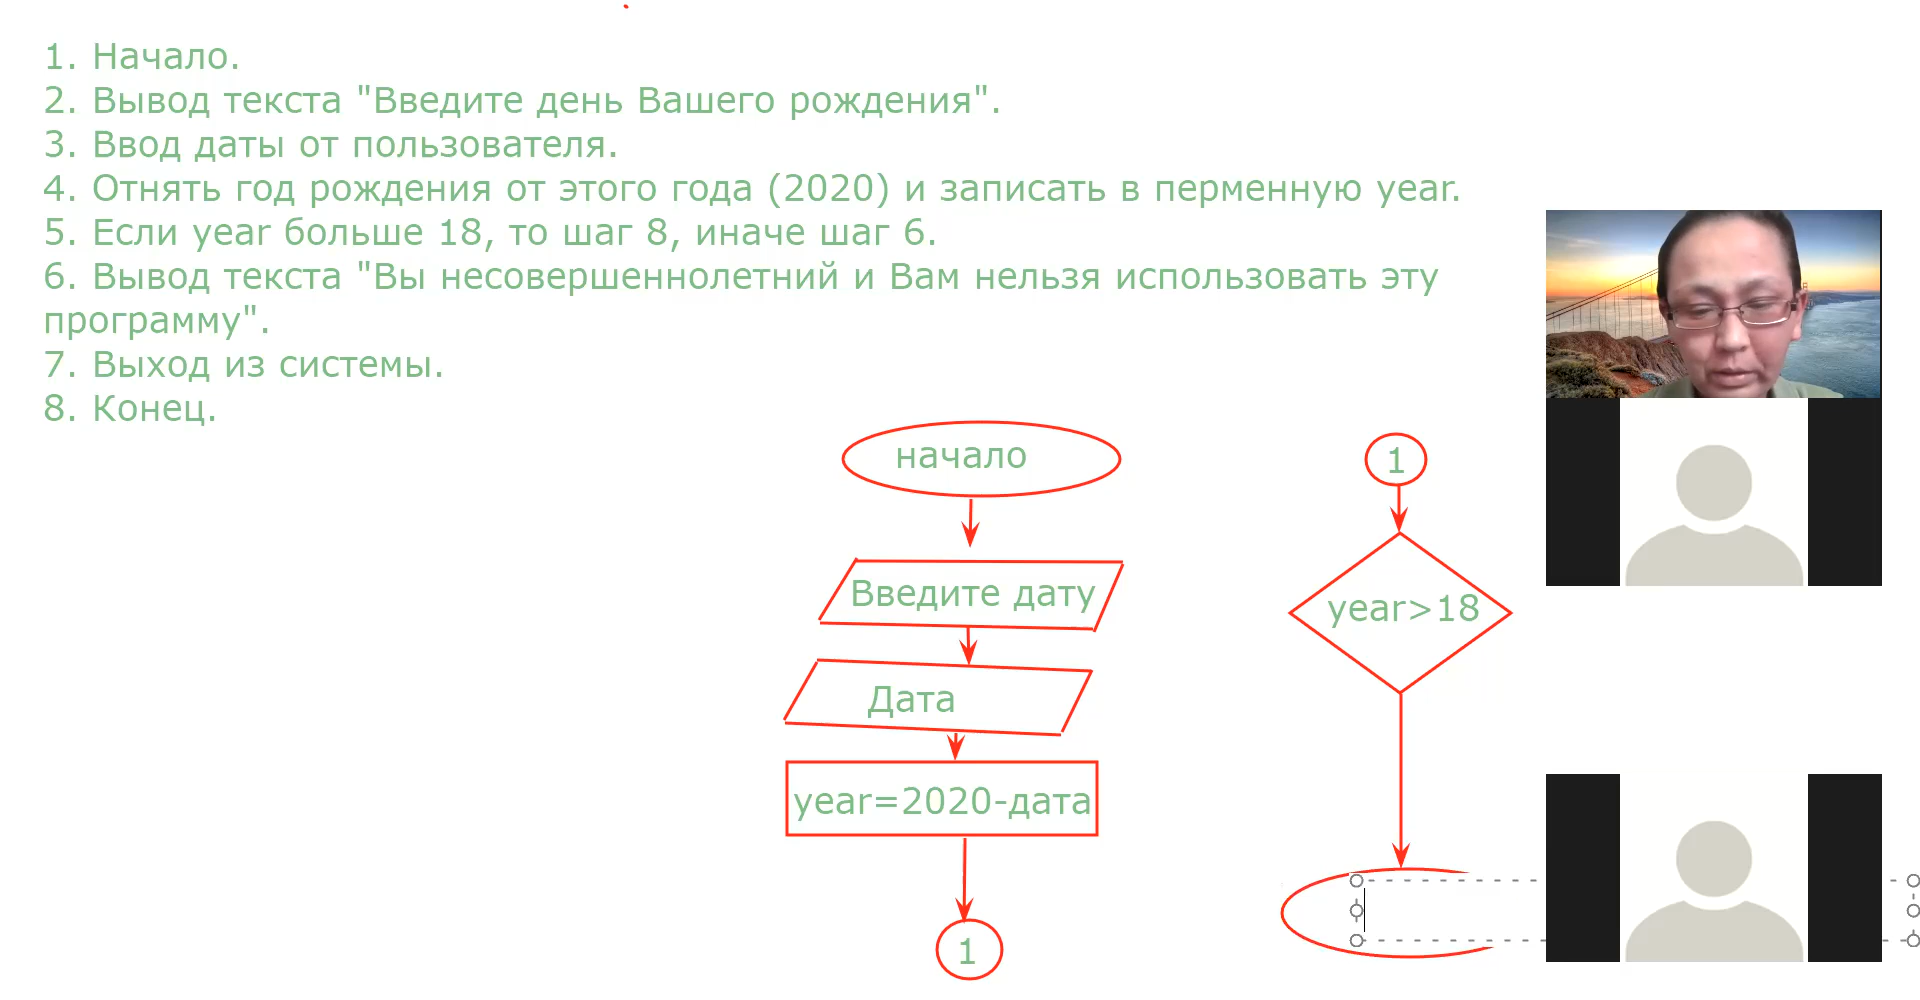 1. Начало.
2. Вывод текста "Введите день Вашего рождения".
3. Ввод даты от пользователя.
4. Отнять год рождения от этого года (2020) и записать в перменную year.
5. Если year больше 18, то шаг 8, иначе шаг 6.
6. Вывод текста "Вы несовершеннолетний и Вам нельзя использовать эту
программу".
7. Выход из системы.
8. Конец.
начало
Введите дату
Дата
year=2020-дата
1
1
year>18